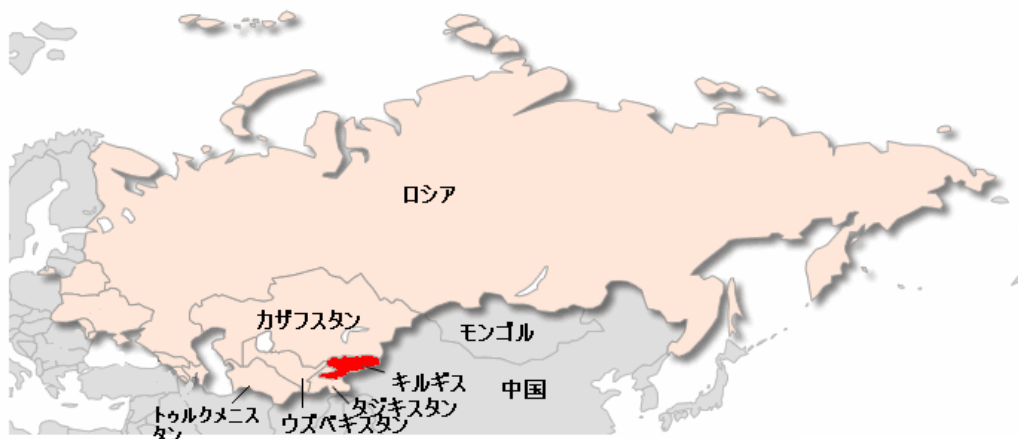 ロシア
カザフスタン
モンゴル
キルギス
中国
タジキスタン
トゥルクメニス
タン
ウズベキスタン